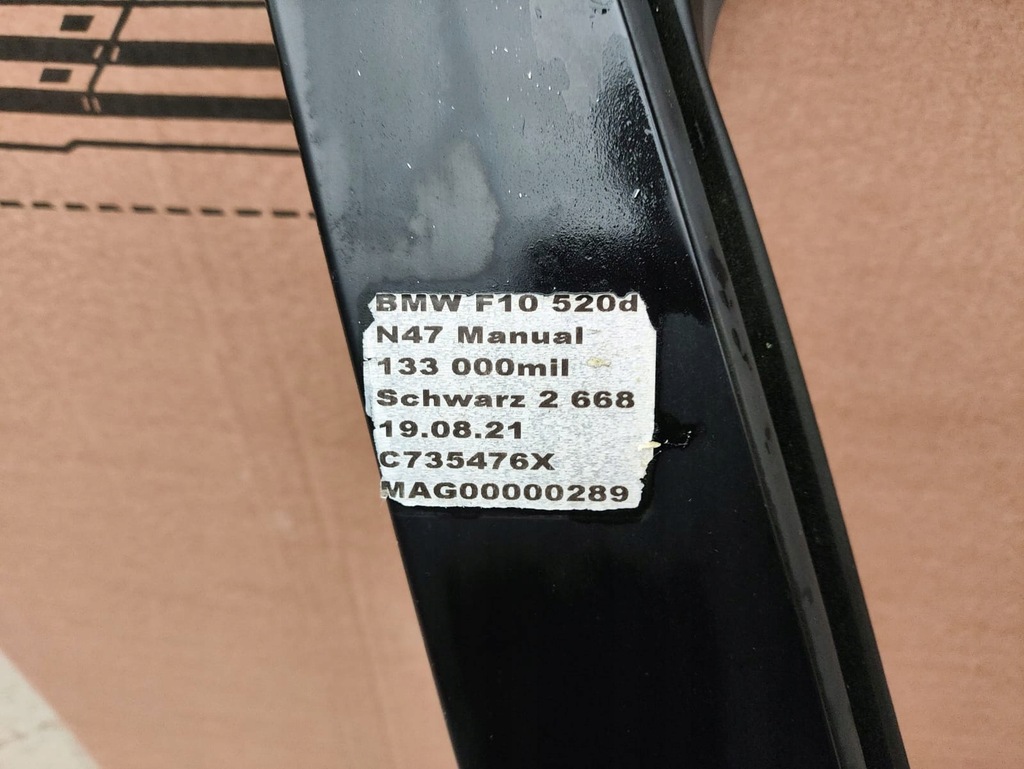 BMW F10 520d
N47 Manual
133 000mil
Schwarz 2 668
19.08.21
C735476X
MAG00000289